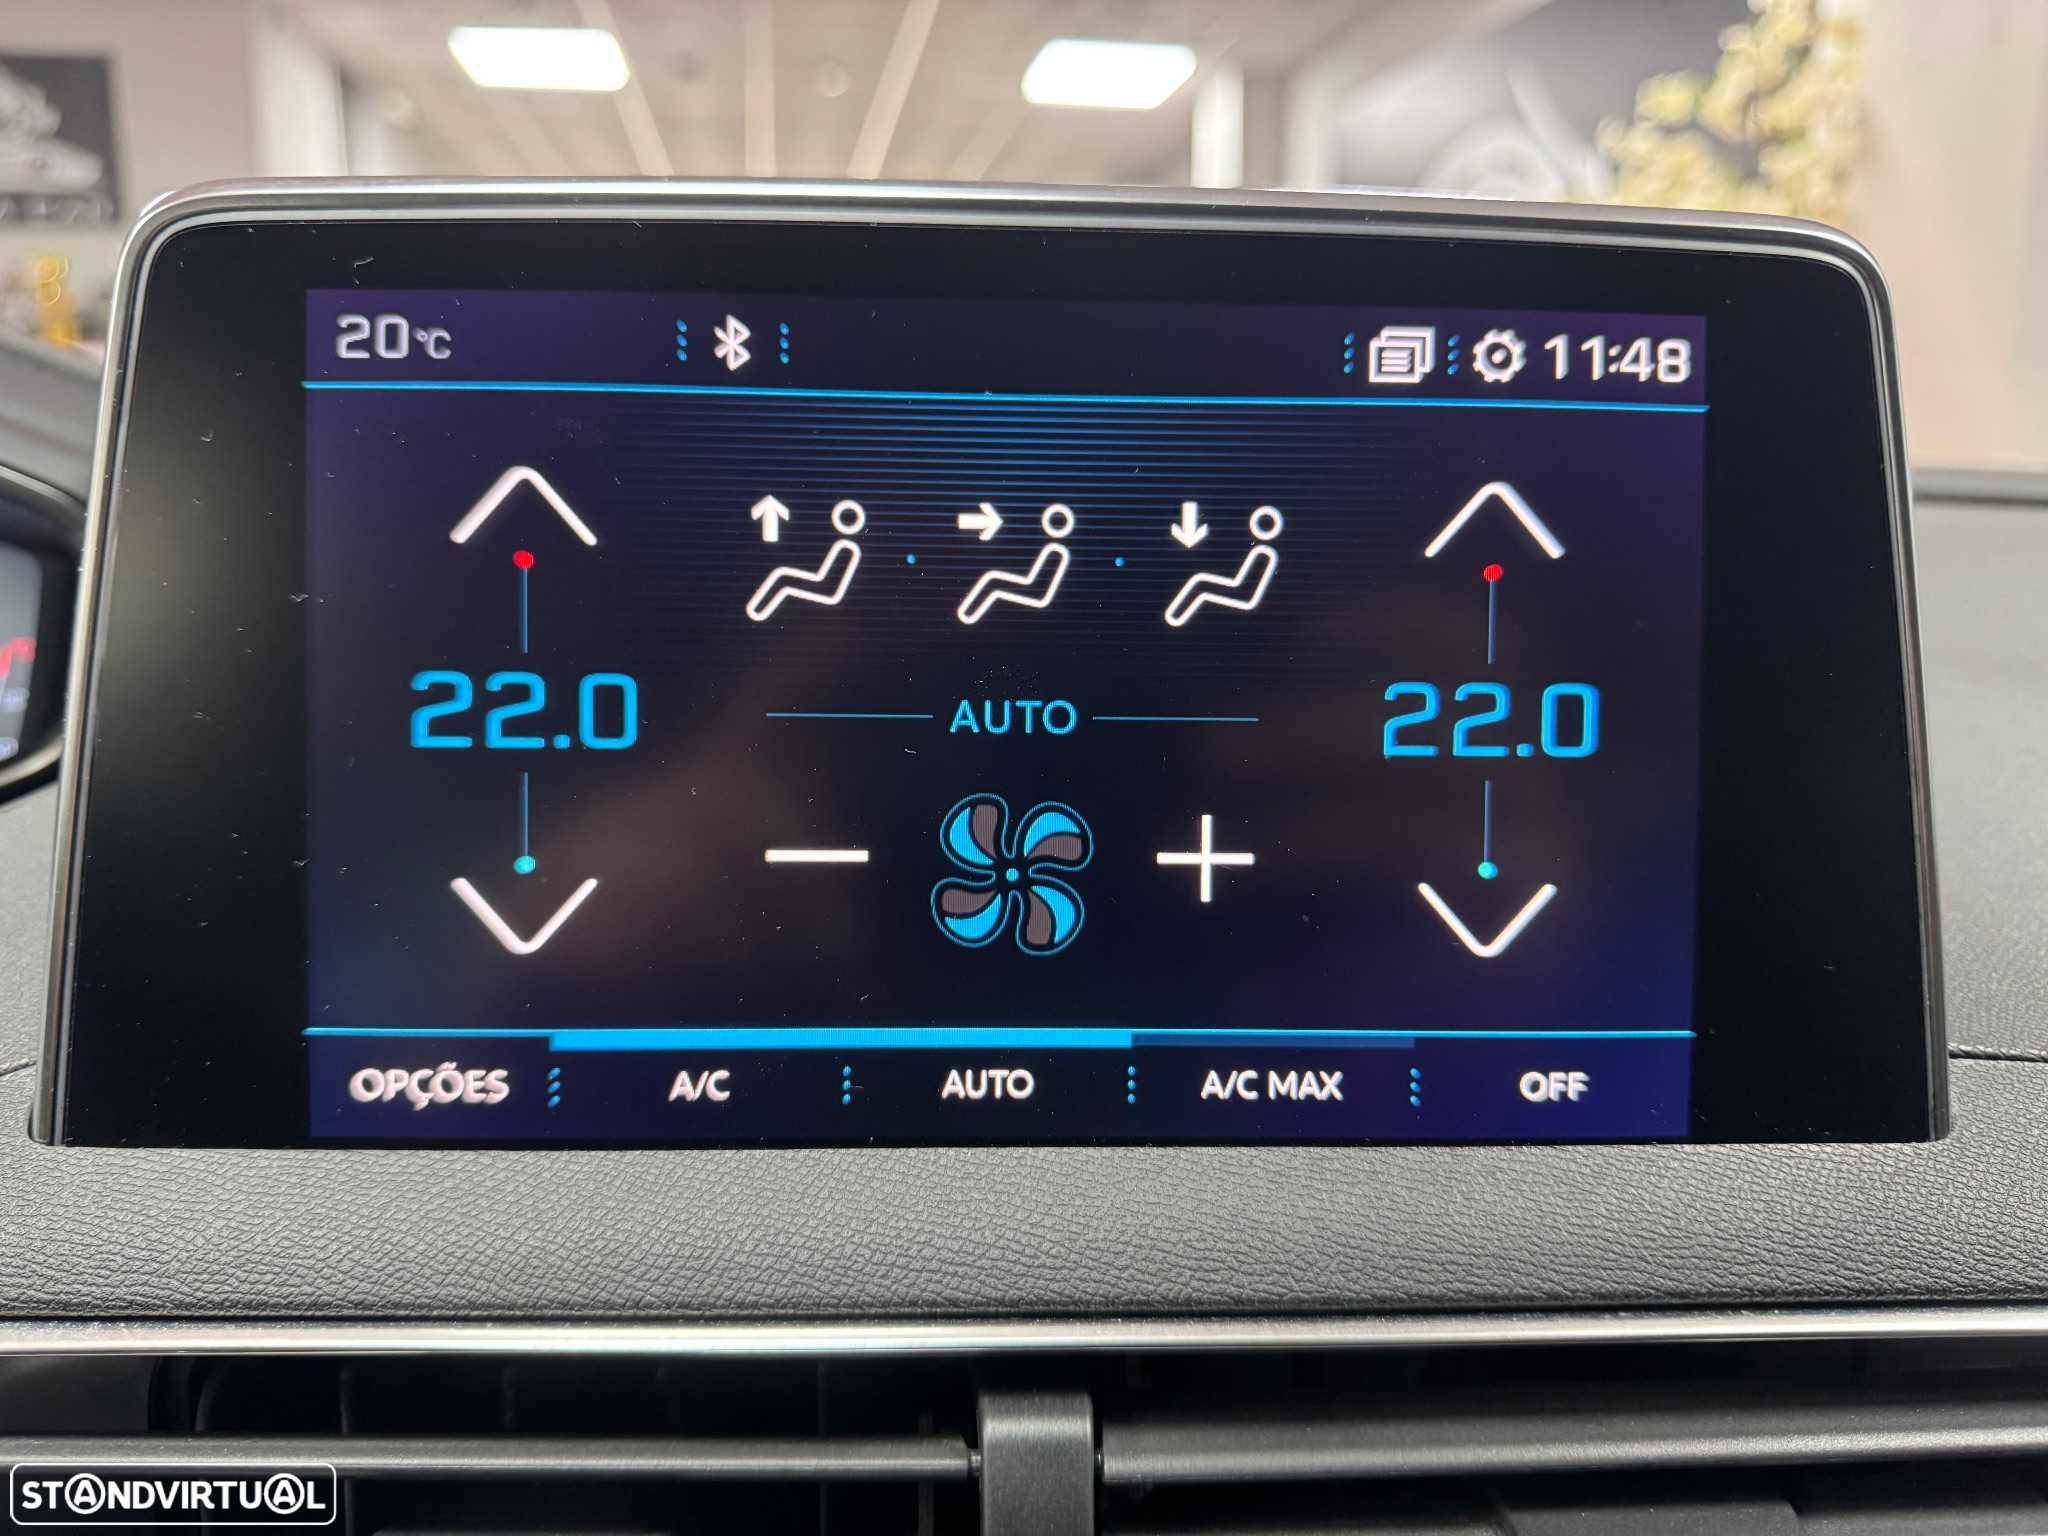 20°C 11:48
22.0 AUTO 22.0
OPÇÕES A/C AUTO A/C MAX OFF
STANDVIRTUAL